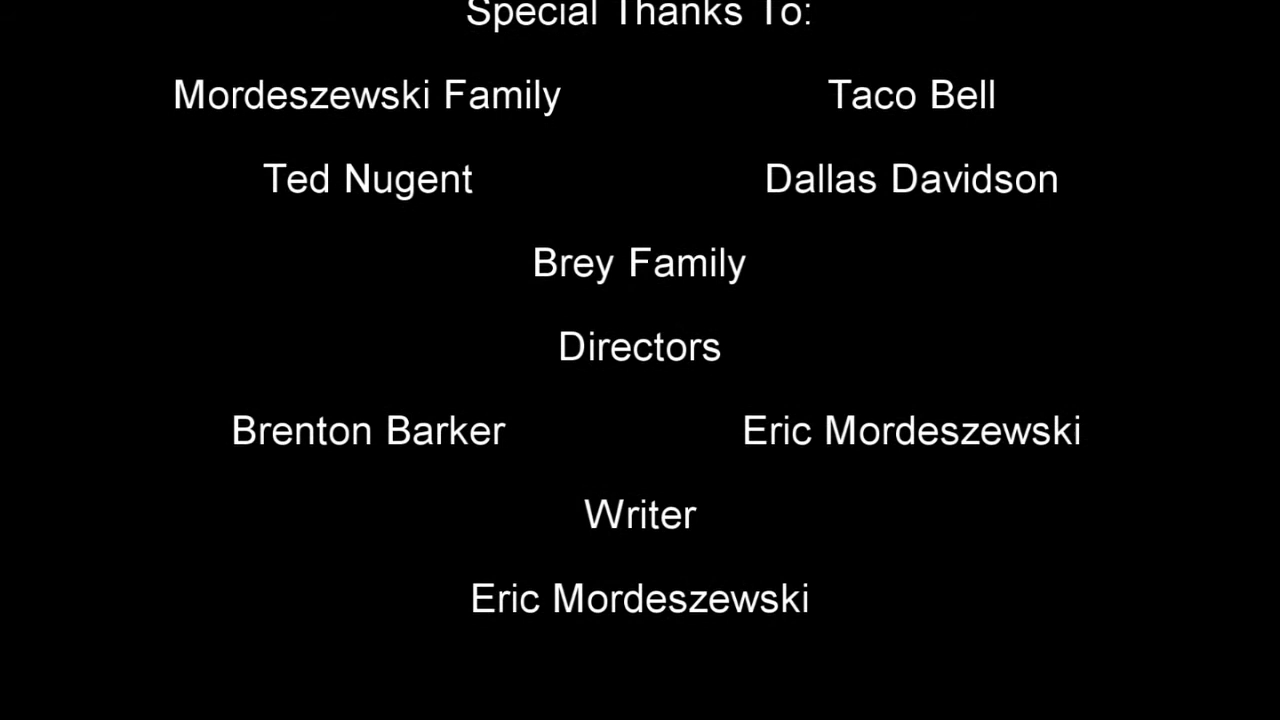 Special Thanks To:
Mordeszewski Family Taco Bell
Ted Nugent Dallas Davidson
Brey Family
Directors
Brenton Barker Eric Mordeszewski
Writer
Eric Mordeszewski